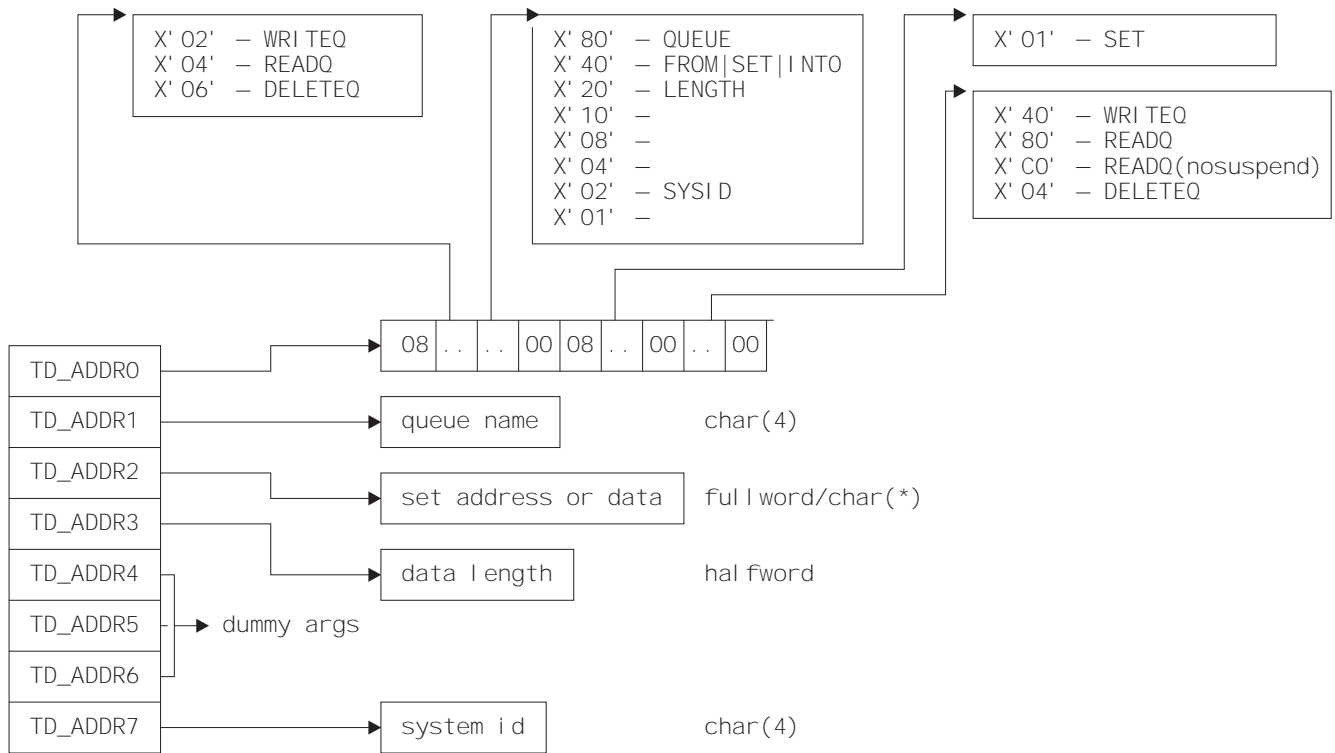 X'02' – WRITEQ
X'04' – READQ
X'06' – DELETEQ
X'80' – QUEUE
X'40' – FROM|SET|INTO
X'20' – LENGTH
X'10' –
X'08' –
X'04' –
X'02' – SYSID
X'01' –
X'01' – SET
X'40' – WRITEQ
X'80' – READQ
X'C0' – READQ(nosuspend)
X'04' – DELETEQ
08 .. .. 00 08 .. 00 .. 00
TD_ADDR0
TD_ADDR1 queue name char(4)
TD_ADDR2 set address or data fullword/char(*)
TD_ADDR3
TD_ADDR4 data length halfword
TD_ADDR5 dummy args
TD_ADDR6
TD_ADDR7 system id char(4)